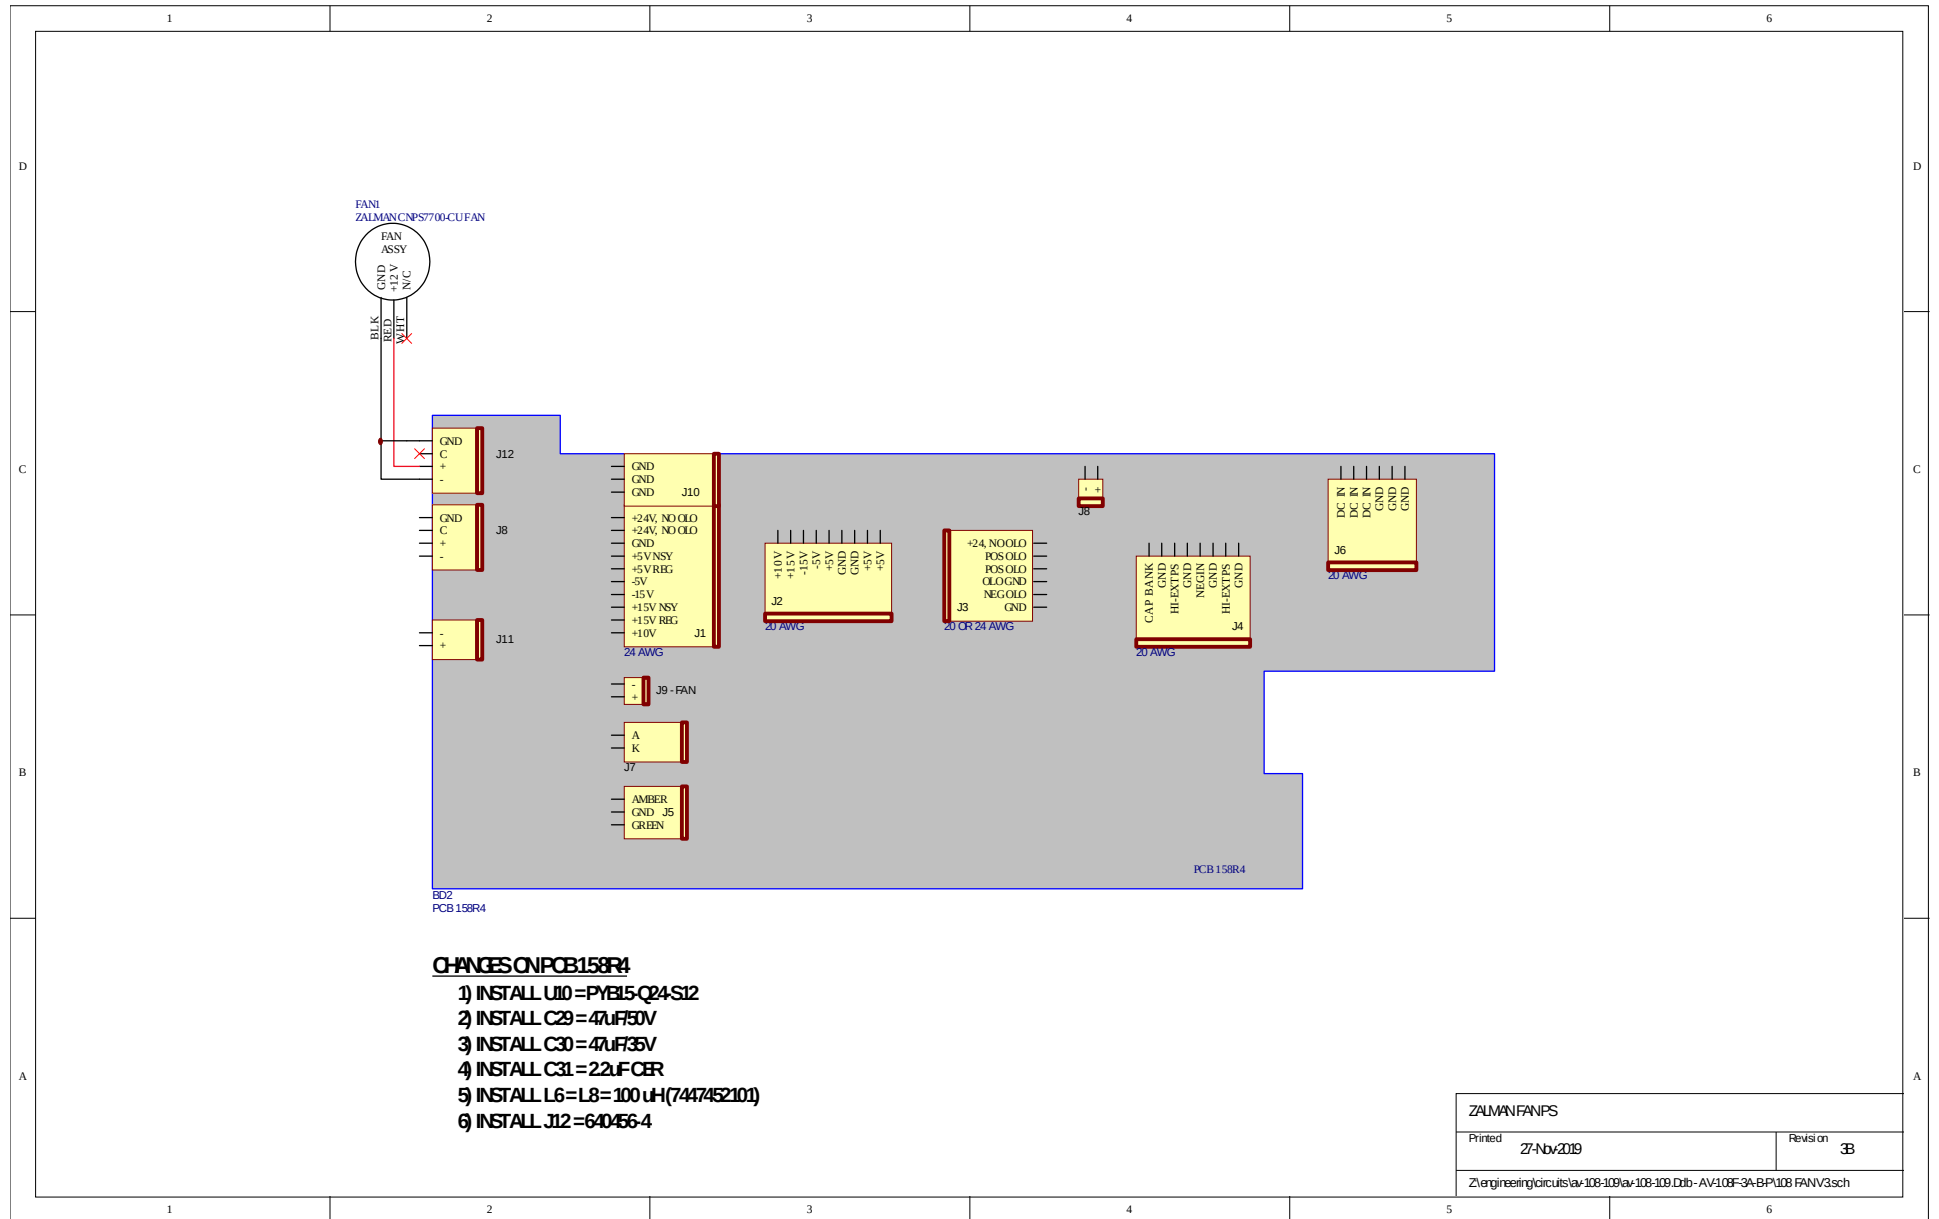 1 2 3 4 5 6
D D
FAN1
ZALMAN CNPS7700-CU FAN
FAN
ASSY
GND
+12 V
N/C
BLK
RED
WHT
C C
GND
C
+
-
J12
GND
C
+
-
J8
-
+
J11
GND
GND
GND
J10
+24V, NO OLO
+24V, NO OLO
GND
+5 V NSY
+5 V REG
-5V
-15 V
+15V NSY
+15V REG
+10V
J1
24 AWG
-
+
J9 - FAN
A
K
J7
AMBER
GND
GREEN
J5
+10V
+15V
-15V
-5V
+5V
GND
GND
+5V
+5V
J2
20 AWG
+24, NO OLO
POS OLO
POS OLO
OLO GND
NEG OLO
GND
J3
20 OR 24 AWG
-
+
J8
CAP BANK
GND
HI-EXTPS
GND
NEGIN
GND
HI-EXTPS
GND
J4
20 AWG
DC IN
DC IN
DC IN
GND
GND
GND
J6
20 AWG
B B
PCB 158R4
BD2
PCB 158R4
CHANGES ON PCB158R4
1) INSTALL U10 = PYB15-Q24-S12
2) INSTALL C29 = 47uF/50V
3) INSTALL C30 = 47uF/35V
4) INSTALL C31 = 2.2uF CER
5) INSTALL L6 = L8 = 100 uH (7447452101)
6) INSTALL J12 = 640456-4
A A
ZALMAN FAN PS
Printed 27-Nov-2019
Revision 3B
Z:\engineering\circuits\av-108-109\av-108-109.Ddb - AV-108F-3A-B-P\108 FAN V3.sch
1 2 3 4 5 6